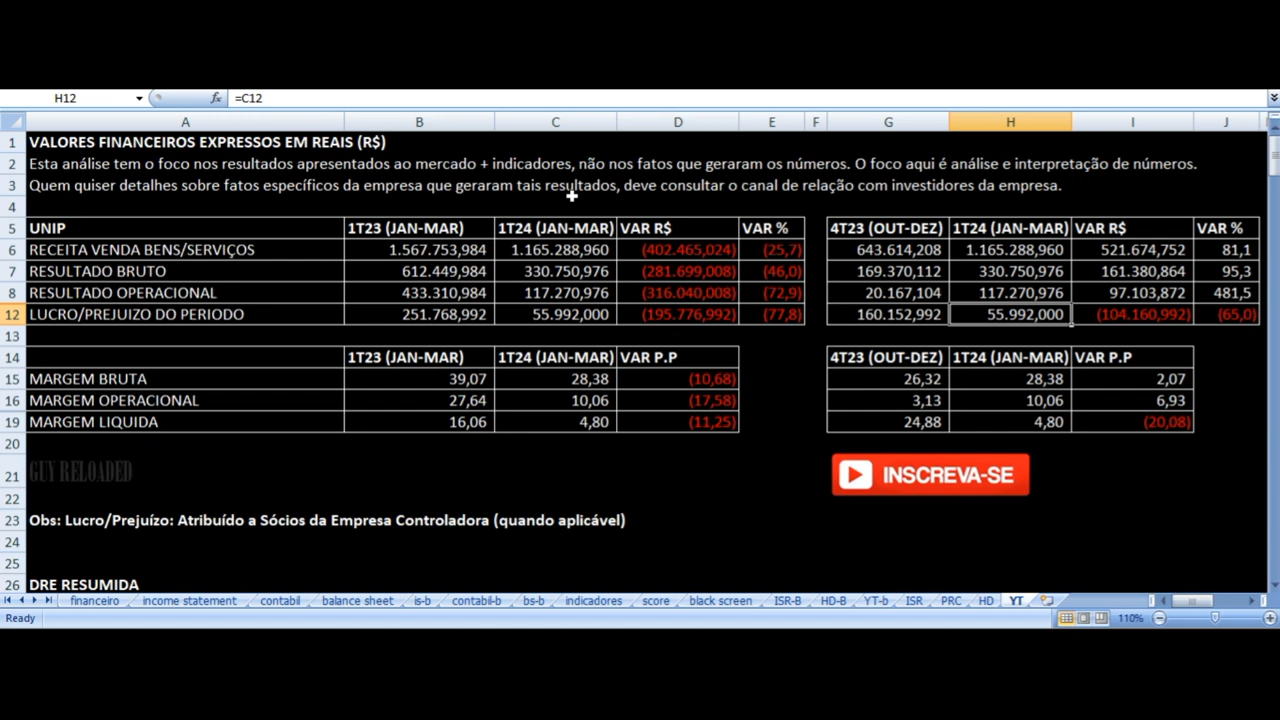 H12 fx =C12
A B C D E F G H I J
1 VALORES FINANCEIROS EXPRESSOS EM REAIS (R$)
2 Esta análise tem o foco nos resultados apresentados ao mercado + indicadores, não nos fatos que geraram os números. O foco aqui é análise e interpretação de números.
3 Quem quiser detalhes sobre fatos específicos da empresa que geraram tais resultados, deve consultar o canal de relação com investidores da empresa.
4
5 UNIP 1T23 (JAN-MAR) 1T24 (JAN-MAR) VAR R$ VAR % 4T23 (OUT-DEZ) 1T24 (JAN-MAR) VAR R$ VAR %
6 RECEITA VENDA BENS/SERVIÇOS 1.567.753,984 1.165.288,960 (402.465,024) (25,7) 643.614,208 1.165.288,960 521.674,752 81,1
7 RESULTADO BRUTO 612.449,984 330.750,976 (281.699,008) (46,0) 169.370,112 330.750,976 161.380,864 95,3
8 RESULTADO OPERACIONAL 433.310,984 117.270,976 (316.040,008) (72,9) 20.167,104 117.270,976 97.103,872 481,5
12 LUCRO/PREJUIZO DO PERIODO 251.768,992 55.992,000 (195.776,992) (77,8) 160.152,992 55.992,000 (104.160,992) (65,0)
13
14 1T23 (JAN-MAR) 1T24 (JAN-MAR) VAR P.P 4T23 (OUT-DEZ) 1T24 (JAN-MAR) VAR P.P
15 MARGEM BRUTA 39,07 28,38 (10,68) 26,32 28,38 2,07
16 MARGEM OPERACIONAL 27,64 10,06 (17,58) 3,13 10,06 6,93
19 MARGEM LIQUIDA 16,06 4,80 (11,25) 24,88 4,80 (20,08)
20
21 GUY RELOADED INSCREVA-SE
22
23 Obs: Lucro/Prejuízo: Atribuído a Sócios da Empresa Controladora (quando aplicável)
24
25
26 DRE RESUMIDA
financeiro income statement contabil balance sheet is-b contabil-b bs-b indicadores score black screen ISR-B HD-B YT-b ISR PRC HD YT
Ready 110%